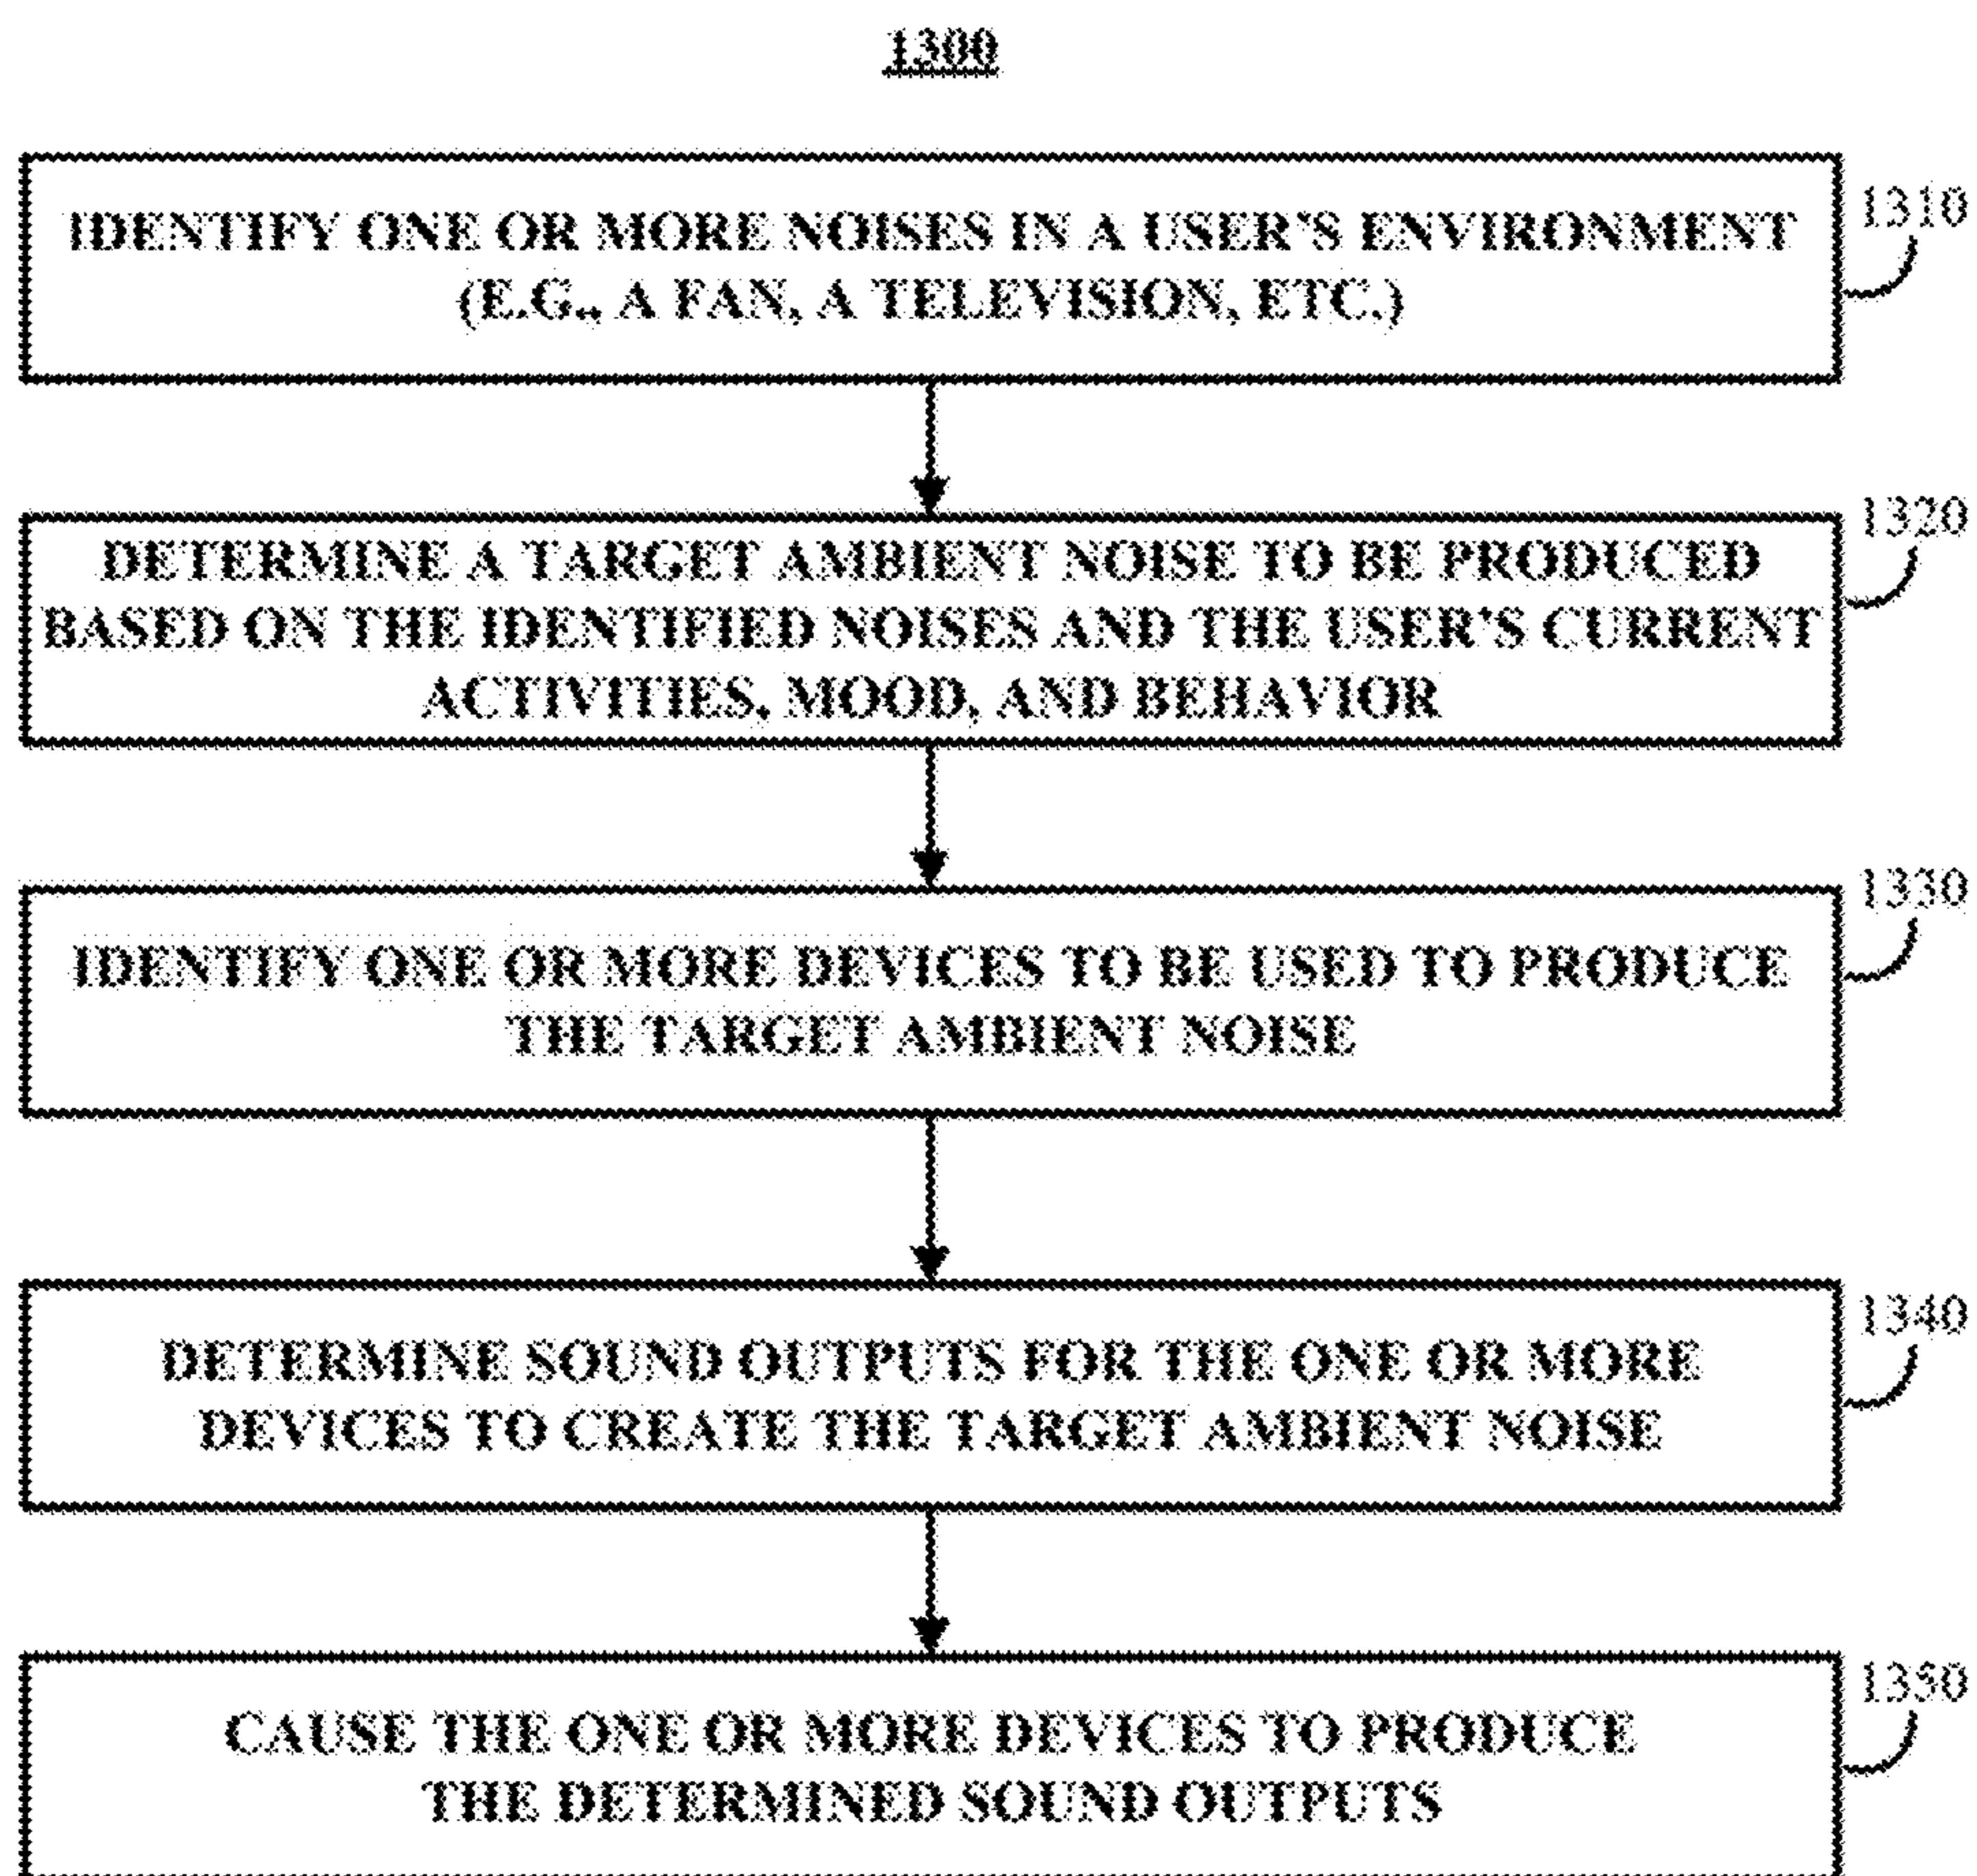 1300
IDENTIFY ONE OR MORE NOISES IN A USER'S ENVIRONMENT
(E.G., A FAN, A TELEVISION, ETC.)
1310
DETERMINE A TARGET AMBIENT NOISE TO BE PRODUCED
BASED ON THE IDENTIFIED NOISES AND THE USER'S CURRENT
ACTIVITIES, MOOD, AND BEHAVIOR
1320
IDENTIFY ONE OR MORE DEVICES TO BE USED TO PRODUCE
THE TARGET AMBIENT NOISE
1330
DETERMINE SOUND OUTPUTS FOR THE ONE OR MORE
DEVICES TO CREATE THE TARGET AMBIENT NOISE
1340
CAUSE THE ONE OR MORE DEVICES TO PRODUCE
THE DETERMINED SOUND OUTPUTS
1350